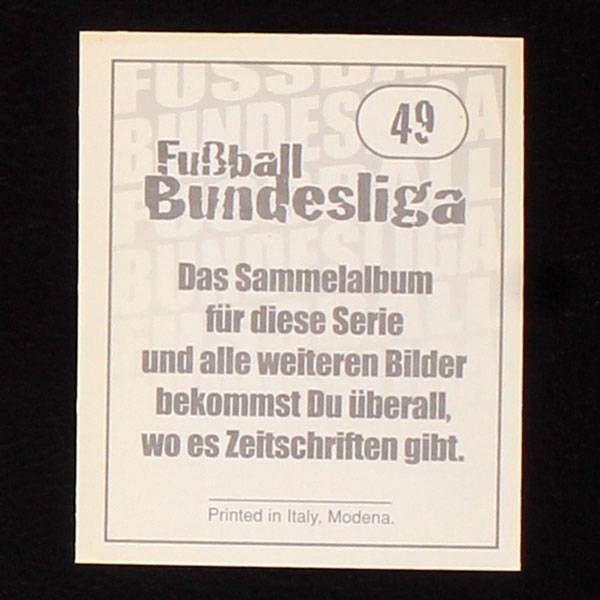 49
Fußball
Bundesliga
Das Sammelalbum
für diese Serie
und alle weiteren Bilder
bekommst Du überall,
wo es Zeitschriften gibt.
Printed in Italy, Modena.